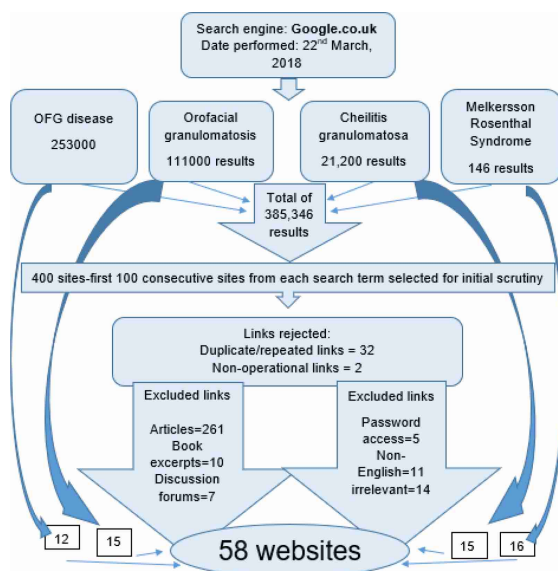 Search engine: Google.co.uk
Date performed: 22nd March,
2018
OFG disease
253000
Orofacial
granulomatosis
111000 results
Cheilitis
granulomatosa
21,200 results
Melkersson
Rosenthal
Syndrome
146 results
Total of
385,346
results
400 sites-first 100 consecutive sites from each search term selected for initial scrutiny
Links rejected:
Duplicate/repeated links = 32
Non-operational links = 2
Excluded links
Articles=261
Book
excerpts=10
Discussion
forums=7
Excluded links
Password
access=5
Non-
English=11
irrelevant=14
12
15
58 websites
15
16